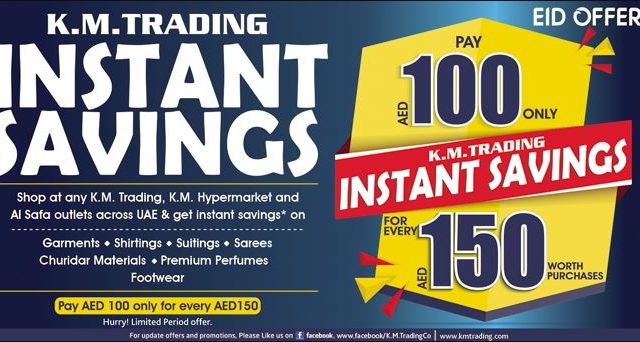 K.M.TRADING
INSTANT
SAVINGS
Shop at any K.M. Trading, K.M. Hypermarket and
Al Safa outlets across UAE & get instant savings* on
Garments ◆ Shirtings ◆ Suitings ◆ Sarees
Churidar Materials ◆ Premium Perfumes
Footwear
Pay AED 100 only for every AED150
Hurry! Limited Period offer.
EID OFFER
PAY
AED 100 ONLY
K.M.TRADING
INSTANT SAVINGS
FOR
EVERY
AED 150 WORTH
PURCHASES
For update offers and promotions, Please Like us on f facebook, www.facebook/K.M.TradingCo | www.kmtrading.com